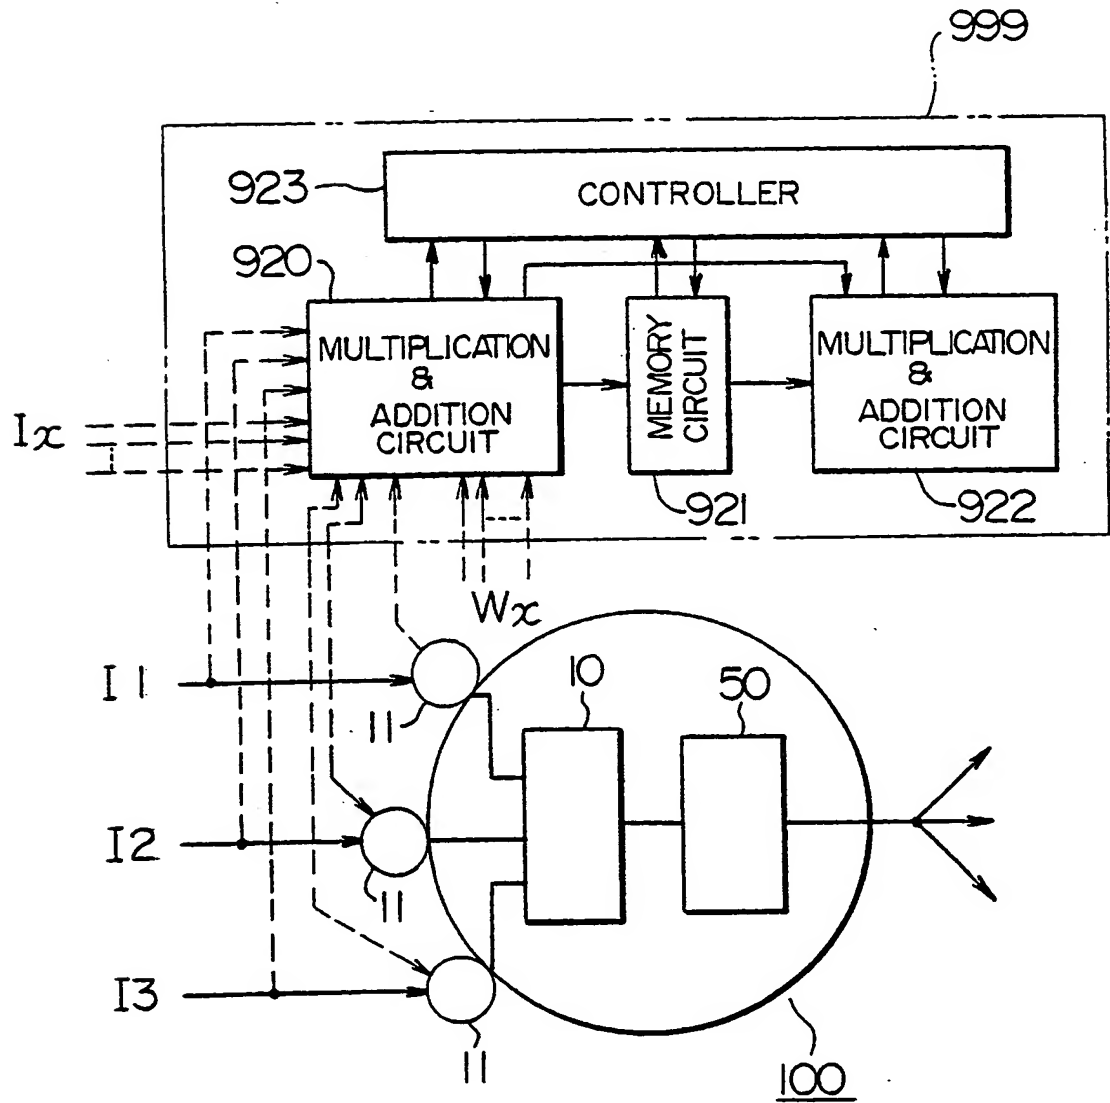 999
923
CONTROLLER
920
MULTIPLICATION
&
ADDITION
CIRCUIT
MEMORY
CIRCUIT
MULTIPLICATION
&
ADDITION
CIRCUIT
Ix
921
922
Wx
I1
11
10
50
I2
11
I3
11
100